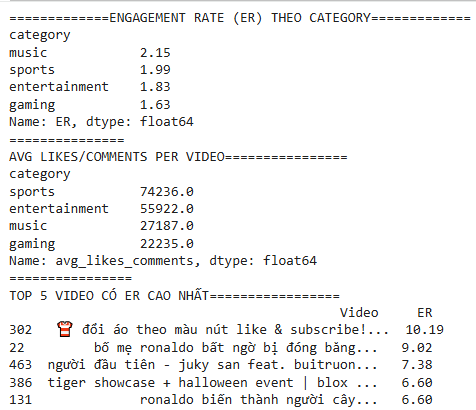 =============ENGAGEMENT RATE (ER) THEO CATEGORY=============
category
music 2.15
sports 1.99
entertainment 1.83
gaming 1.63
Name: ER, dtype: float64
===============
AVG LIKES/COMMENTS PER VIDEO================
category
sports 74236.0
entertainment 55922.0
music 27187.0
gaming 22235.0
Name: avg_likes_comments, dtype: float64
================
TOP 5 VIDEO CÓ ER CAO NHẤT=================
Video ER
302 đổi áo theo màu nút like & subscribe!... 10.19
22 bố mẹ ronaldo bất ngờ bị đóng băng... 9.02
463 người đầu tiên - juky san feat. buitruon... 7.38
386 tiger showcase + halloween event | blox ... 6.60
131 ronaldo biến thành người cây... 6.60